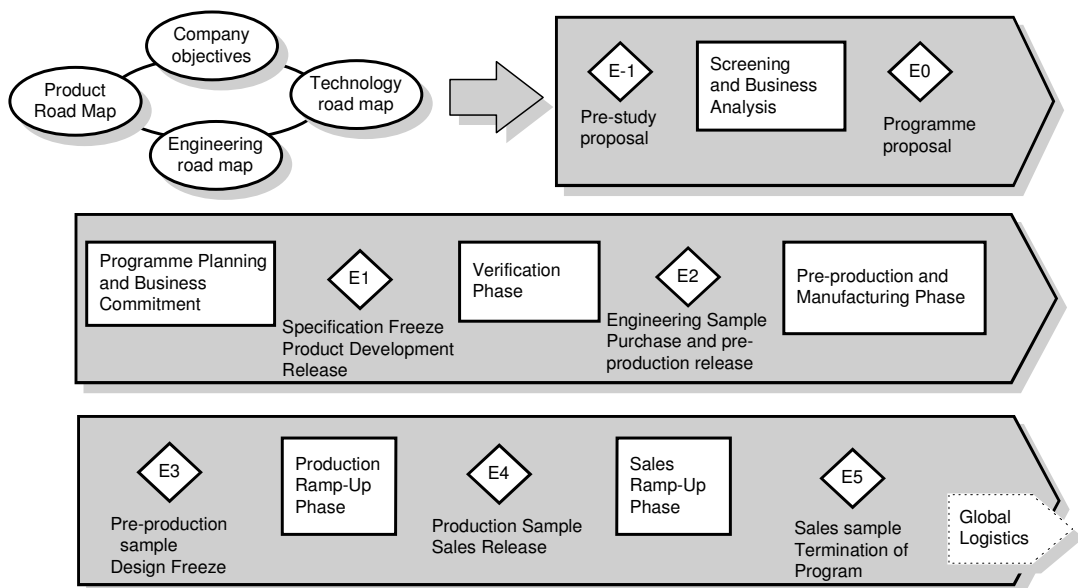 Company
objectives
Product
Road Map
Technology
road map
Engineering
road map
E-1
Pre-study
proposal
Screening
and Business
Analysis
E0
Programme
proposal
Programme Planning
and Business
Commitment
E1
Specification Freeze
Product Development
Release
Verification
Phase
E2
Engineering Sample
Purchase and pre-
production release
Pre-production and
Manufacturing Phase
E3
Pre-production
sample
Design Freeze
Production
Ramp-Up
Phase
E4
Production Sample
Sales Release
Sales
Ramp-Up
Phase
E5
Sales sample
Termination of
Program
Global
Logistics